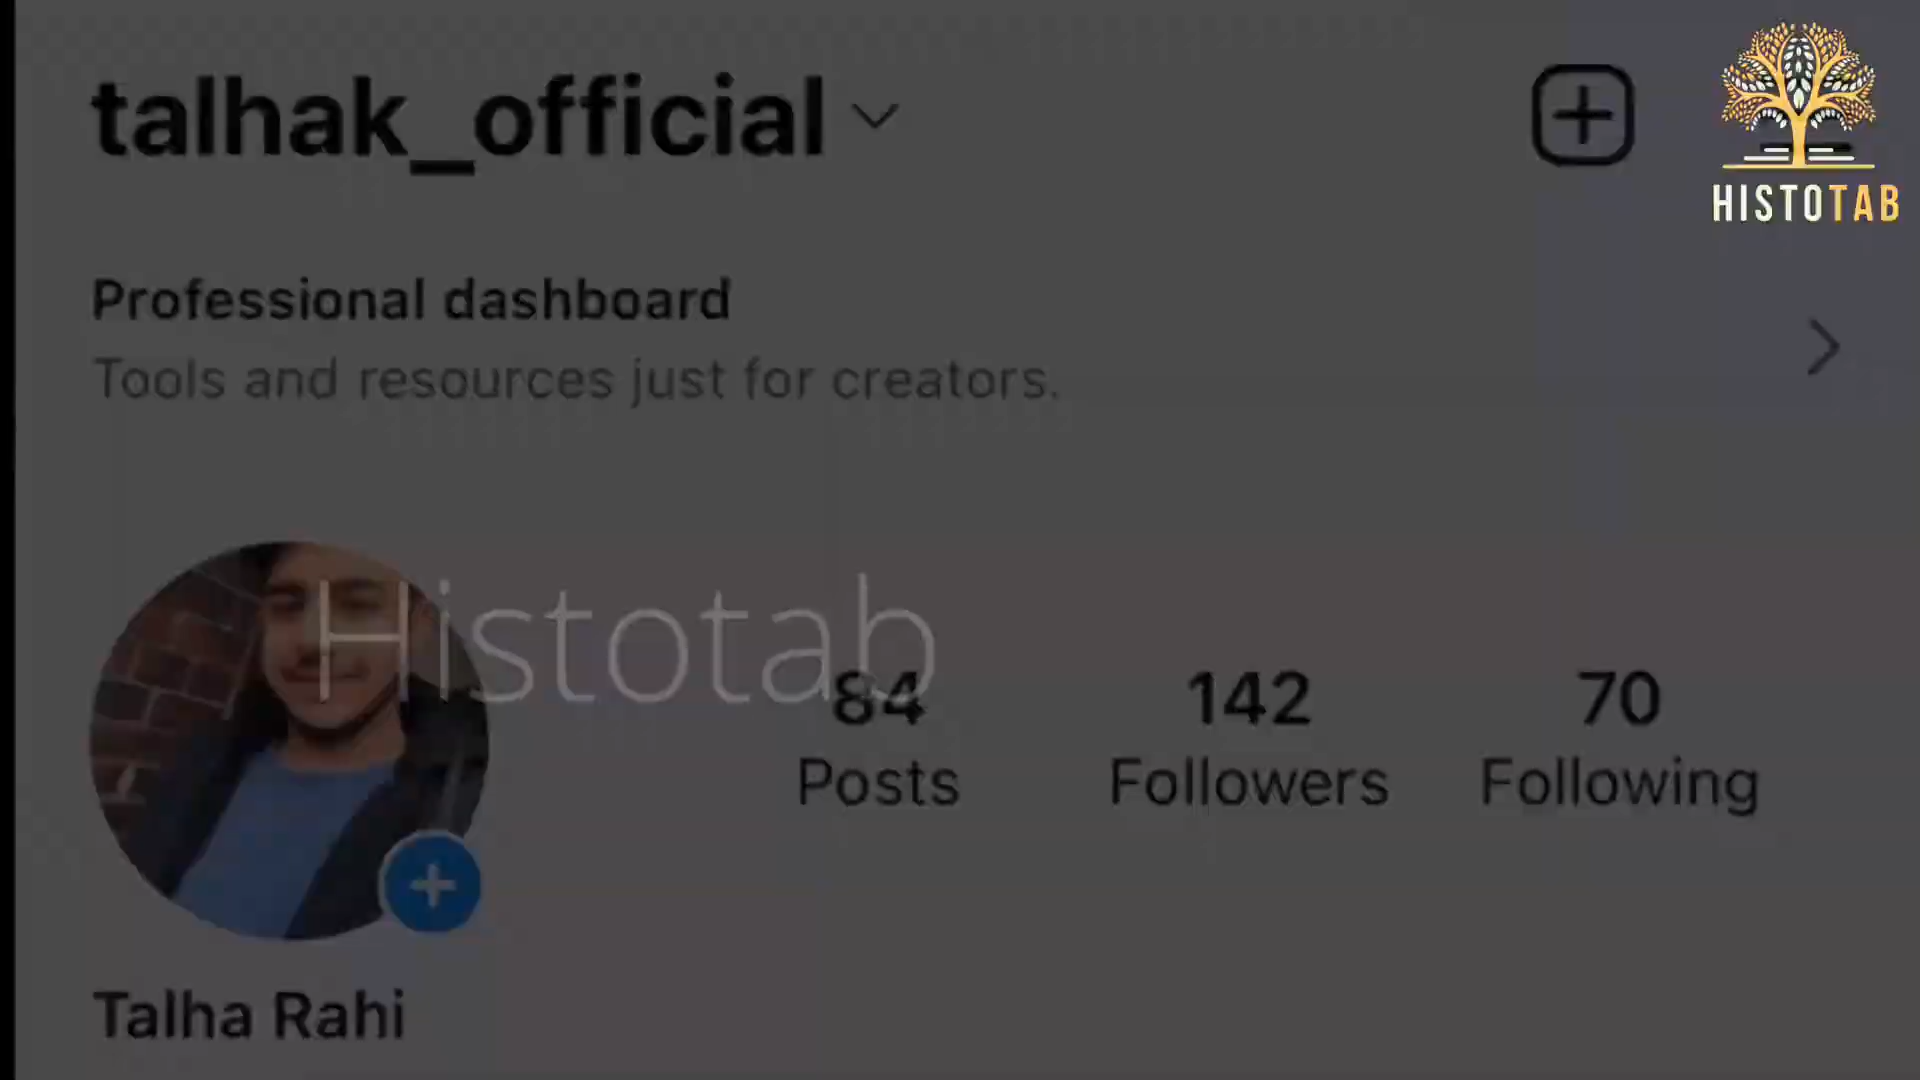 talhak_official
HISTOTAB
Professional dashboard
Tools and resources just for creators.
Histotab
84 142 70
Posts Followers Following
Talha Rahi